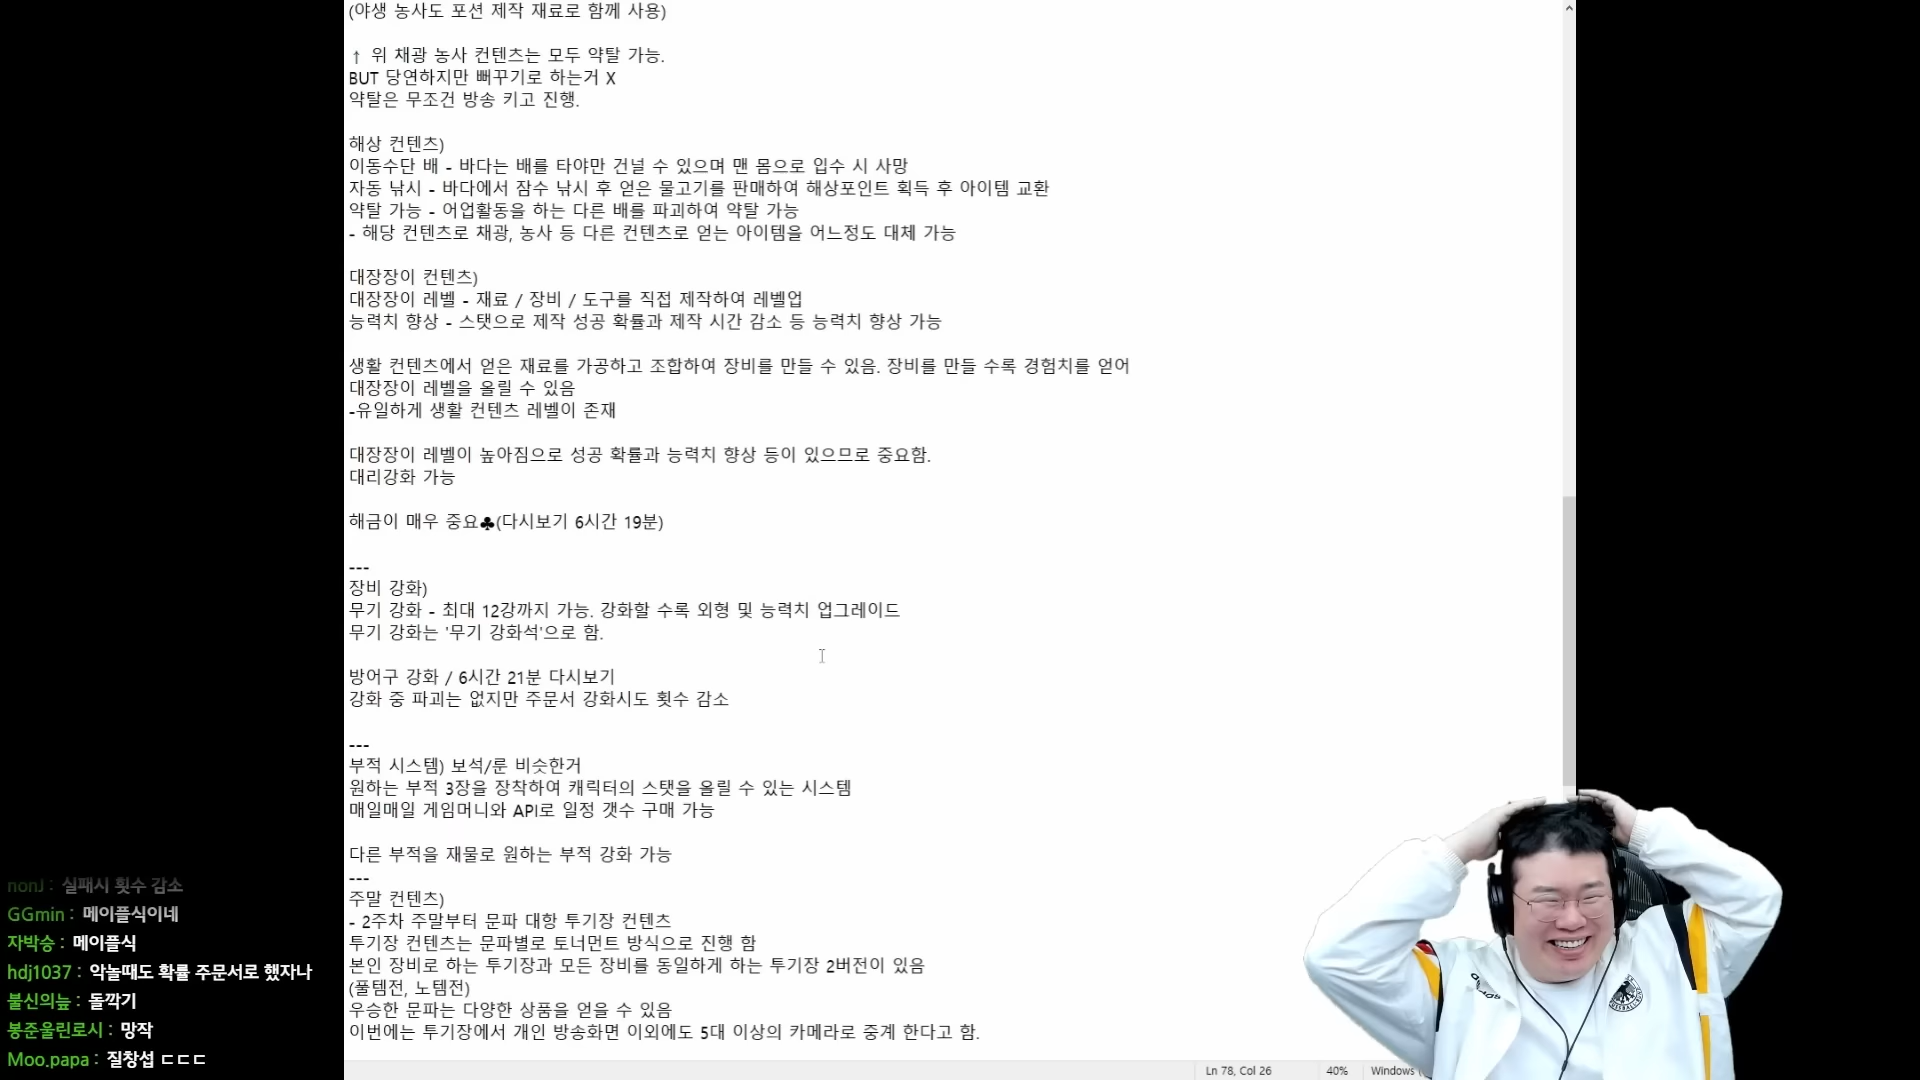 (야생 농사도 포션 제작 재료로 함께 사용)
↑ 위 채광 농사 컨텐츠는 모두 약탈 가능.
BUT 당연하지만 뻐꾸기로 하는거 X
약탈은 무조건 방송 키고 진행.
해상 컨텐츠)
이동수단 배 - 바다는 배를 타야만 건널 수 있으며 맨 몸으로 입수 시 사망
자동 낚시 - 바다에서 잠수 낚시 후 얻은 물고기를 판매하여 해상포인트 획득 후 아이템 교환
약탈 가능 - 어업활동을 하는 다른 배를 파괴하여 약탈 가능
- 해당 컨텐츠로 채광, 농사 등 다른 컨텐츠로 얻는 아이템을 어느정도 대체 가능
대장장이 컨텐츠)
대장장이 레벨 - 재료 / 장비 / 도구를 직접 제작하여 레벨업
능력치 향상 - 스탯으로 제작 성공 확률과 제작 시간 감소 등 능력치 향상 가능
생활 컨텐츠에서 얻은 재료를 가공하고 조합하여 장비를 만들 수 있음. 장비를 만들 수록 경험치를 얻어
대장장이 레벨을 올릴 수 있음
-유일하게 생활 컨텐츠 레벨이 존재
대장장이 레벨이 높아짐으로 성공 확률과 능력치 향상 등이 있으므로 중요함.
대리강화 가능
해금이 매우 중요♣(다시보기 6시간 19분)
---
장비 강화)
무기 강화 - 최대 12강까지 가능. 강화할 수록 외형 및 능력치 업그레이드
무기 강화는 '무기 강화석'으로 함.
방어구 강화 / 6시간 21분 다시보기
강화 중 파괴는 없지만 주문서 강화시도 횟수 감소
---
부적 시스템) 보석/룬 비슷한거
원하는 부적 3장을 장착하여 캐릭터의 스탯을 올릴 수 있는 시스템
매일매일 게임머니와 API로 일정 갯수 구매 가능
다른 부적을 재물로 원하는 부적 강화 가능
---
주말 컨텐츠)
- 2주차 주말부터 문파 대항 투기장 컨텐츠
투기장 컨텐츠는 문파별로 토너먼트 방식으로 진행 함
본인 장비로 하는 투기장과 모든 장비를 동일하게 하는 투기장 2버전이 있음
(풀템전, 노템전)
우승한 문파는 다양한 상품을 얻을 수 있음
이번에는 투기장에서 개인 방송화면 이외에도 5대 이상의 카메라로 중계 한다고 함.
Ln 78, Col 26
40%
Windows (
nonJ : 실패시 횟수 감소
GGmin : 메이플식이네
자박승 : 메이플식
hdj1037 : 악놀때도 확률 주문서로 했자나
불신의늪 : 돌깍기
봉준울린로시 : 망작
Moo.papa : 질창섭 ㄷㄷㄷ